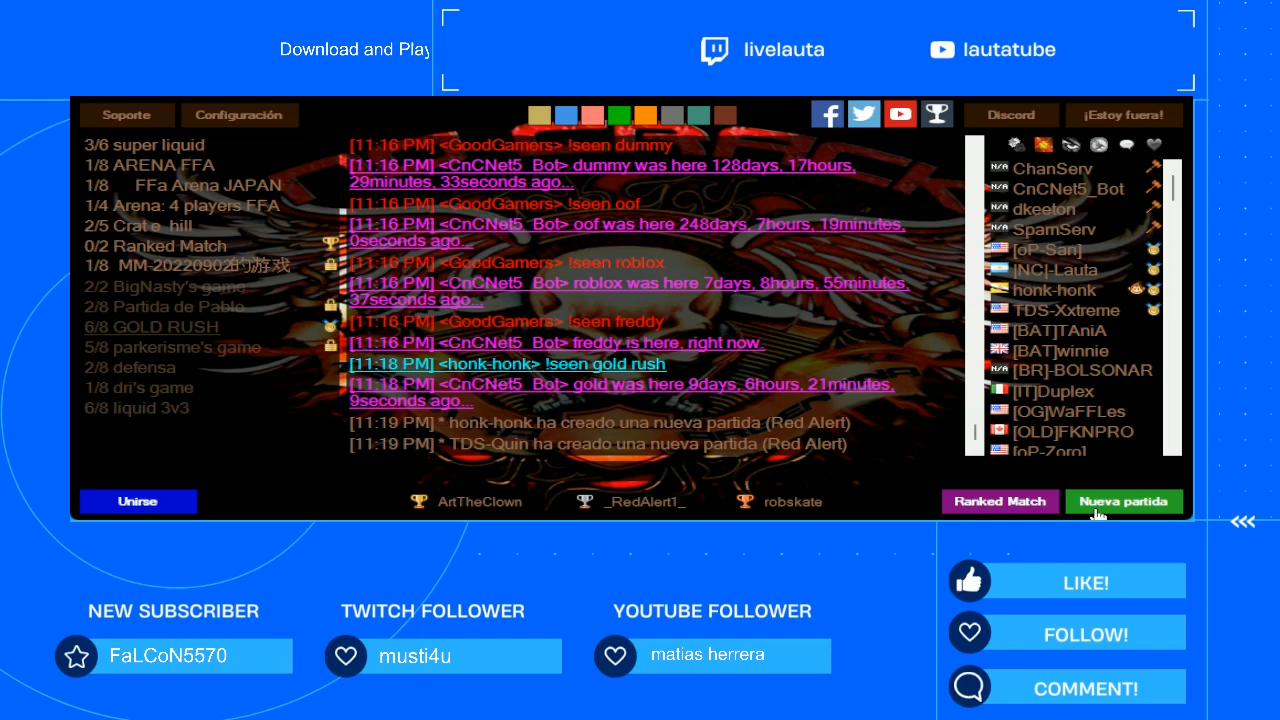 Download and Play
livelauta
lautatube
Soporte
Configuración
Discord
¡Estoy fuera!
3/6 super liquid
1/8 ARENA FFA
1/8 FFa Arena JAPAN
1/4 Arena: 4 players FFA
2/5 Crat e hill
0/2 Ranked Match
1/8 MM-20220902的游戏
2/2 BigNasty's game
2/8 Partida de Pablo
6/8 GOLD RUSH
5/8 parkerisme's game
2/8 defensa
1/8 dri's game
6/8 liquid 3v3
[11:16 PM] <GoodGamers> !seen dummy
[11:16 PM] <CnCNet5_Bot> dummy was here 128days, 17hours,
29minutes, 33seconds ago...
[11:16 PM] <GoodGamers> !seen oof
[11:16 PM] <CnCNet5_Bot> oof was here 248days, 7hours, 19minutes,
0seconds ago...
[11:16 PM] <GoodGamers> !seen roblox
[11:16 PM] <CnCNet5_Bot> roblox was here 7days, 8hours, 55minutes,
37seconds ago...
[11:16 PM] <GoodGamers> !seen freddy
[11:16 PM] <CnCNet5_Bot> freddy is here, right now.
[11:18 PM] <honk-honk> !seen gold rush
[11:18 PM] <CnCNet5_Bot> gold was here 9days, 6hours, 21minutes,
9seconds ago...
[11:19 PM] * honk-honk ha creado una nueva partida (Red Alert)
[11:19 PM] * TDS-Quin ha creado una nueva partida (Red Alert)
N/A ChanServ
N/A CnCNet5_Bot
N/A dkeeton
N/A SpamServ
[oP-San]
|NC|-Lauta
honk-honk
TDS-Xxtreme
[BAT]TAniA
[BAT]winnie
N/A [BR]-BOLSONAR
[IT]Duplex
[OG]WaFFLes
[OLD]FKNPRO
[oP-Zoro]
Unirse
ArtTheClown
_RedAlert1_
robskate
Ranked Match
Nueva partida
NEW SUBSCRIBER
TWITCH FOLLOWER
YOUTUBE FOLLOWER
FaLCoN5570
musti4u
matias herrera
LIKE!
FOLLOW!
COMMENT!